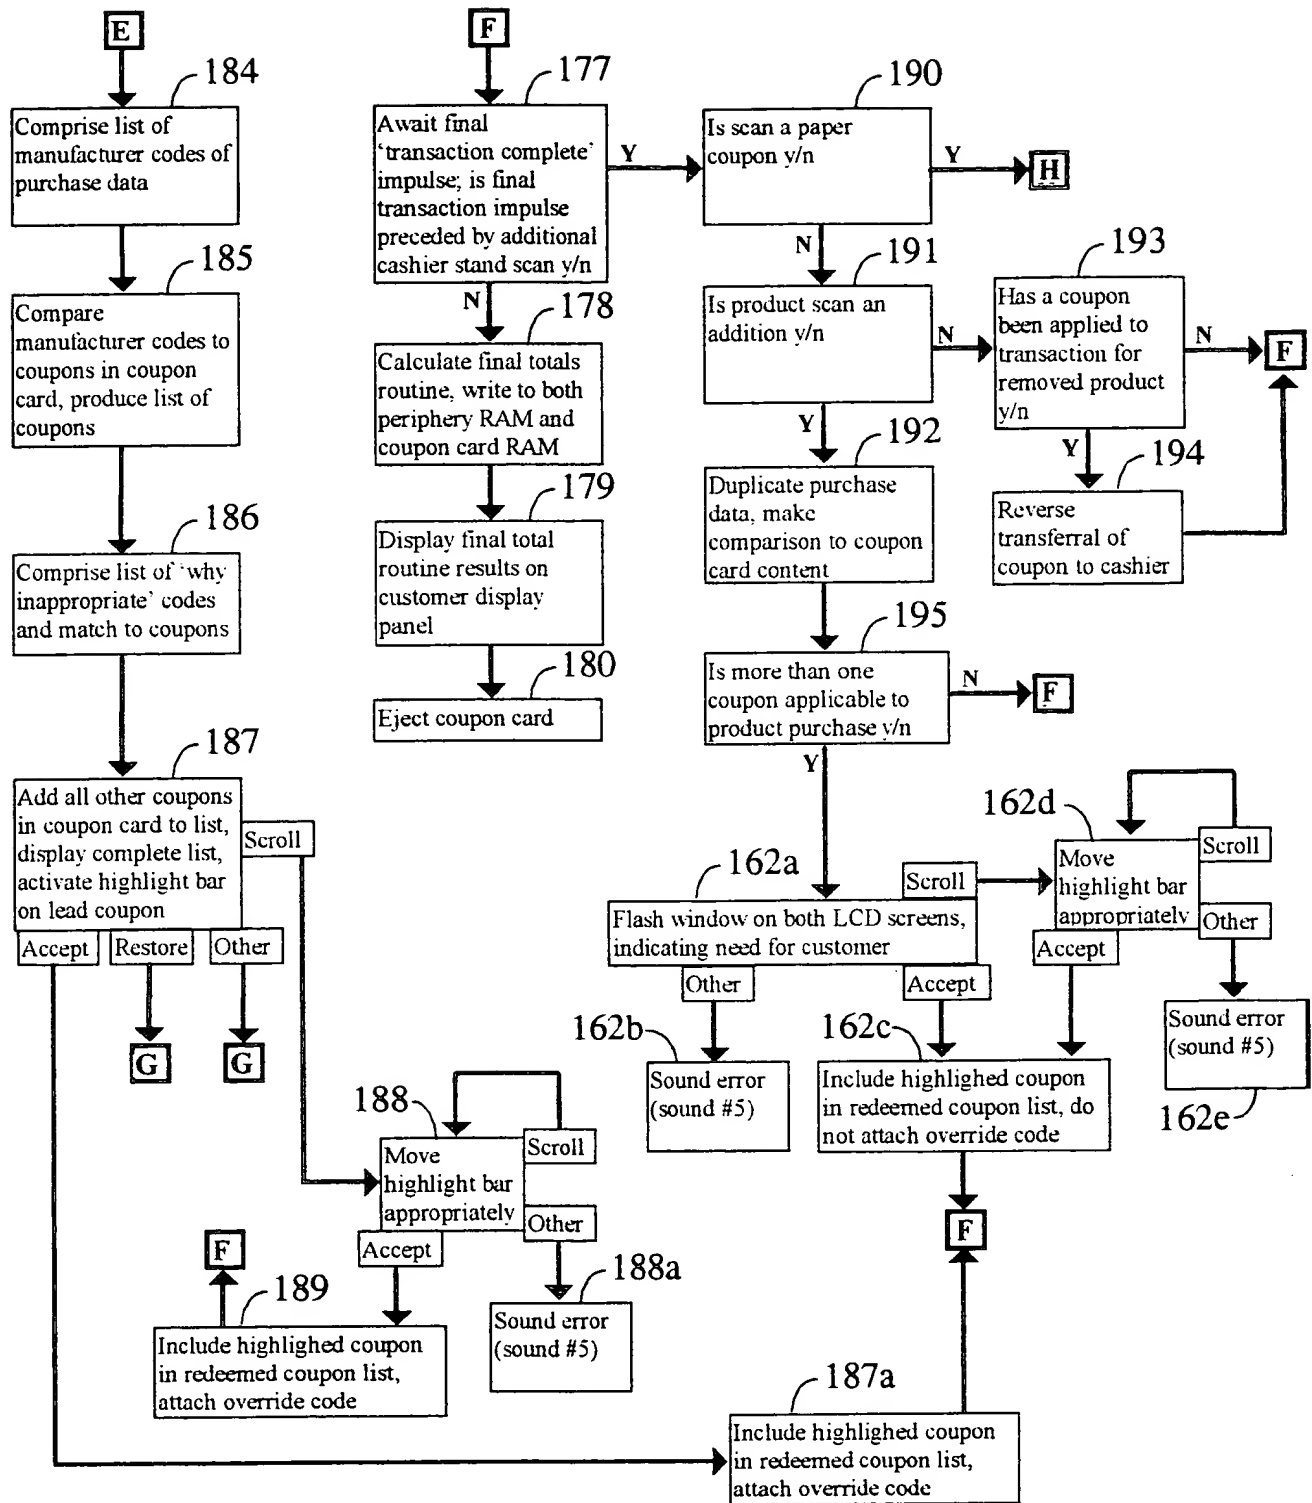 E
184
Comprise list of
manufacturer codes of
purchase data
185
Compare
manufacturer codes to
coupons in coupon
card, produce list of
coupons
186
Comprise list of 'why
inappropriate' codes
and match to coupons
187
Add all other coupons
in coupon card to list,
display complete list,
activate highlight bar
on lead coupon
Scroll
Accept
Restore
Other
G
G
188
Move
highlight bar
appropriately
Scroll
Other
Accept
188a
Sound error
(sound #5)
F
189
Include highlighed coupon
in redeemed coupon list,
attach override code
F
177
Await final
'transaction complete'
impulse; is final
transaction impulse
preceded by additional
cashier stand scan y/n
Y
N
178
Calculate final totals
routine, write to both
periphery RAM and
coupon card RAM
179
Display final total
routine results on
customer display
panel
180
Eject coupon card
190
Is scan a paper
coupon y/n
Y
H
N
191
Is product scan an
addition y/n
N
Y
193
Has a coupon
been applied to
transaction for
removed product
y/n
N
F
Y
194
Reverse
transferral of
coupon to cashier
192
Duplicate purchase
data, make
comparison to coupon
card content
195
Is more than one
coupon applicable to
product purchase y/n
N
F
Y
162a
Flash window on both LCD screens,
indicating need for customer
Scroll
Other
Accept
162b
Sound error
(sound #5)
162c
Include highlighed coupon
in redeemed coupon list, do
not attach override code
162d
Move
highlight bar
appropriately
Scroll
Other
Accept
Sound error
(sound #5)
162e
F
187a
Include highlighed coupon
in redeemed coupon list,
attach override code